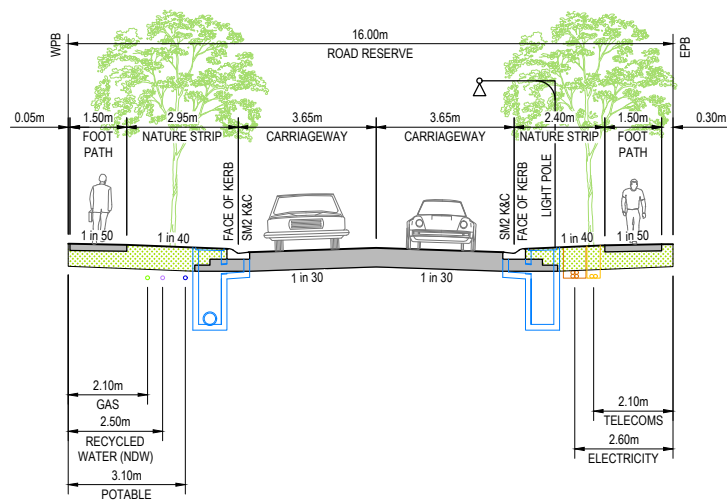 WPB
16.00m
ROAD RESERVE
EPB
0.05m
1.50m
2.95m
3.65m
3.65m
2.40m
1.50m
0.30m
FOOT
PATH
NATURE STRIP
CARRIAGEWAY
CARRIAGEWAY
NATURE STRIP
FOOT
PATH
FACE OF KERB
SM2 K&C
SM2 K&C
FACE OF KERB
LIGHT POLE
1 in 50
1 in 40
1 in 40
1 in 50
1 in 30
1 in 30
2.10m
GAS
2.50m
RECYCLED
WATER (NDW)
3.10m
POTABLE
2.10m
TELECOMS
2.60m
ELECTRICITY